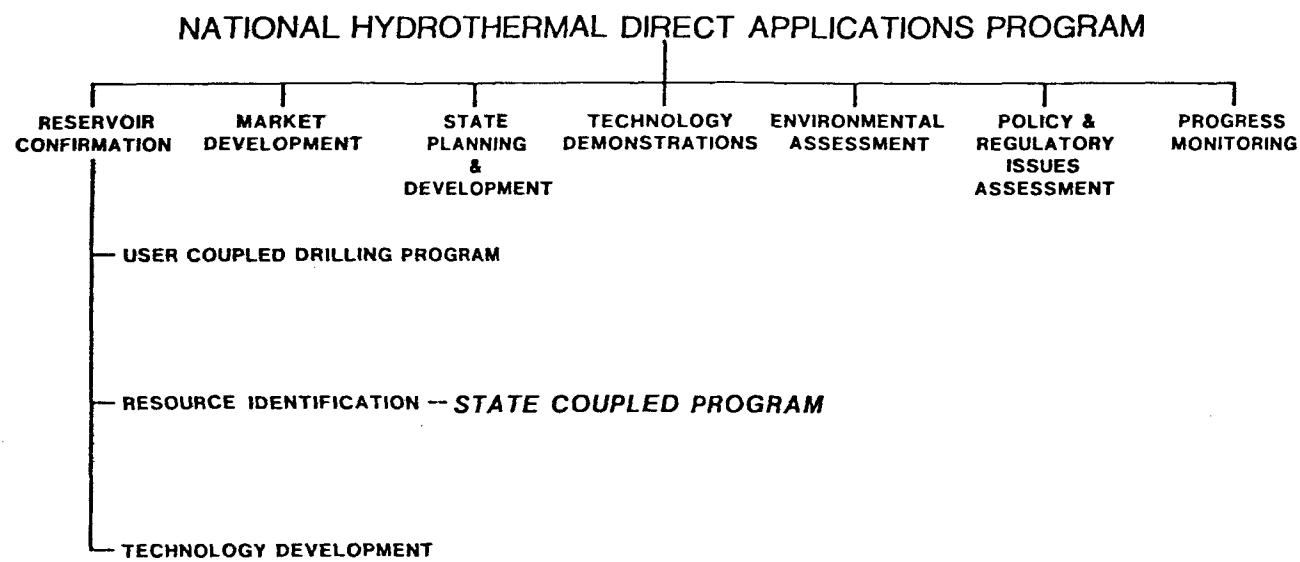 NATIONAL HYDROTHERMAL DIRECT APPLICATIONS PROGRAM
RESERVOIR
CONFIRMATION
MARKET
DEVELOPMENT
STATE
PLANNING
&
DEVELOPMENT
TECHNOLOGY
DEMONSTRATIONS
ENVIRONMENTAL
ASSESSMENT
POLICY &
REGULATORY
ISSUES
ASSESSMENT
PROGRESS
MONITORING
USER COUPLED DRILLING PROGRAM
RESOURCE IDENTIFICATION -- STATE COUPLED PROGRAM
TECHNOLOGY DEVELOPMENT